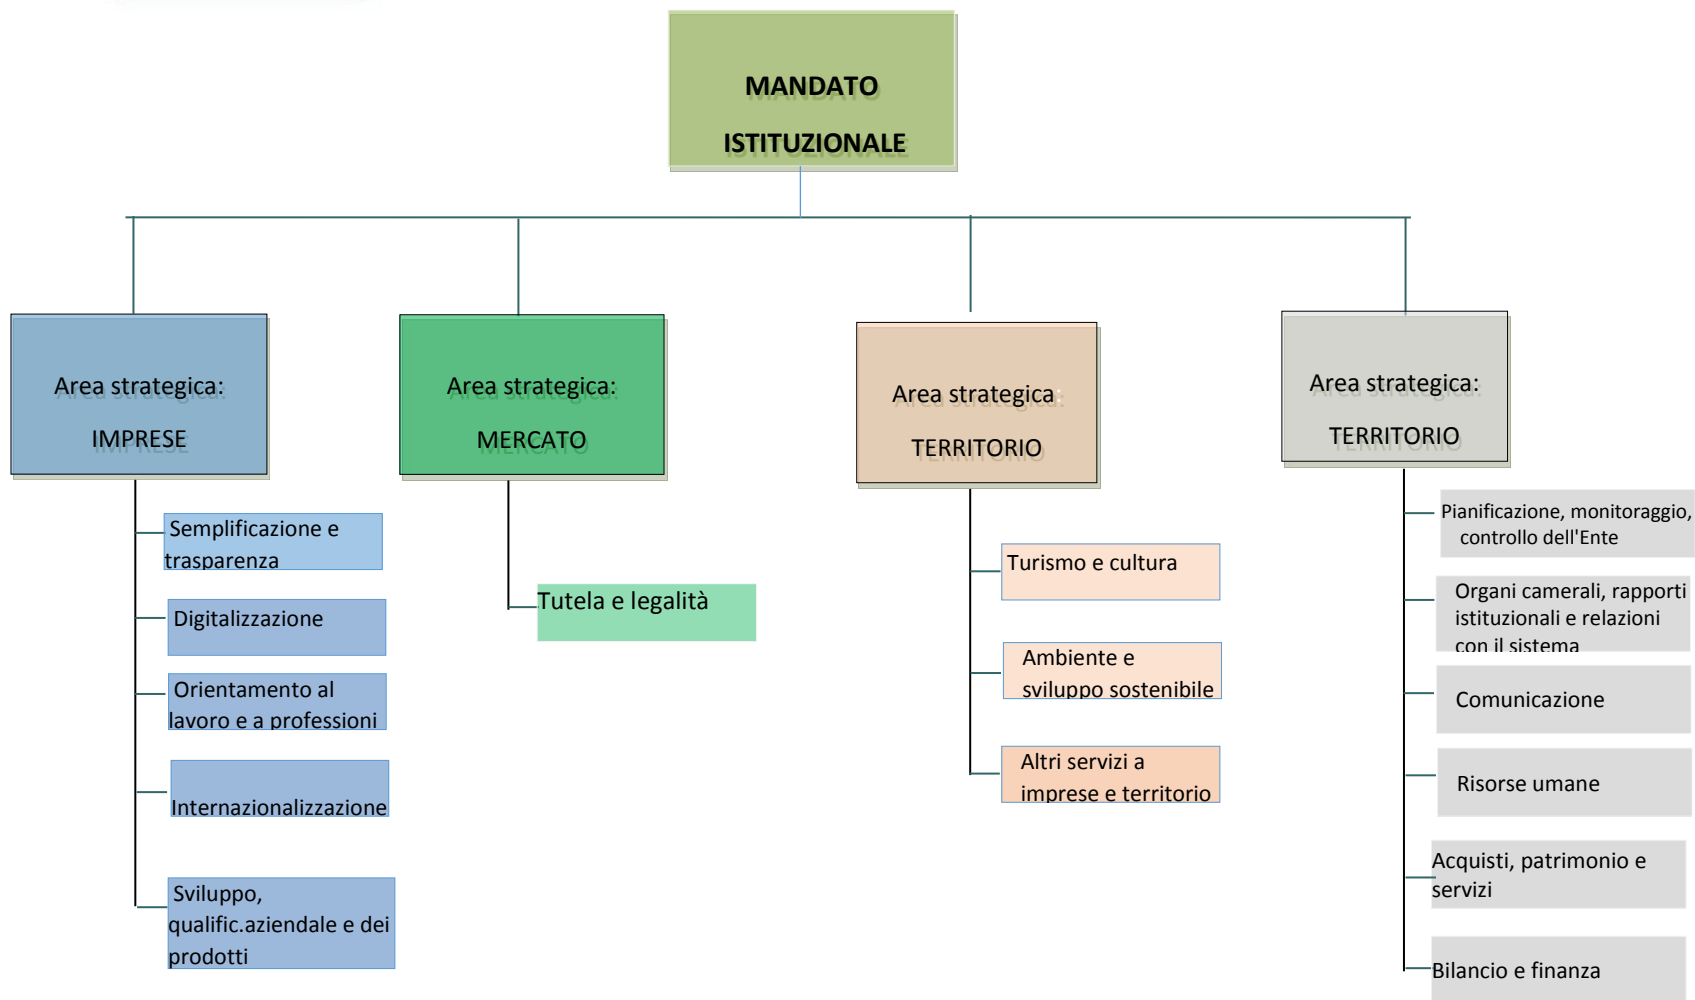 MANDATO
ISTITUZIONALE
Area strategica:
IMPRESE
Semplificazione e
trasparenza
Digitalizzazione
Orientamento al
lavoro e a professioni
Internazionalizzazione
Sviluppo,
qualific.aziendale e dei
prodotti
Area strategica:
MERCATO
Tutela e legalità
Area strategica:
TERRITORIO
Turismo e cultura
Ambiente e
sviluppo sostenibile
Altri servizi a
imprese e territorio
Area strategica:
TERRITORIO
Pianificazione, monitoraggio,
controllo dell'Ente
Organi camerali, rapporti
istituzionali e relazioni
con il sistema
Comunicazione
Risorse umane
Acquisti, patrimonio e
servizi
Bilancio e finanza